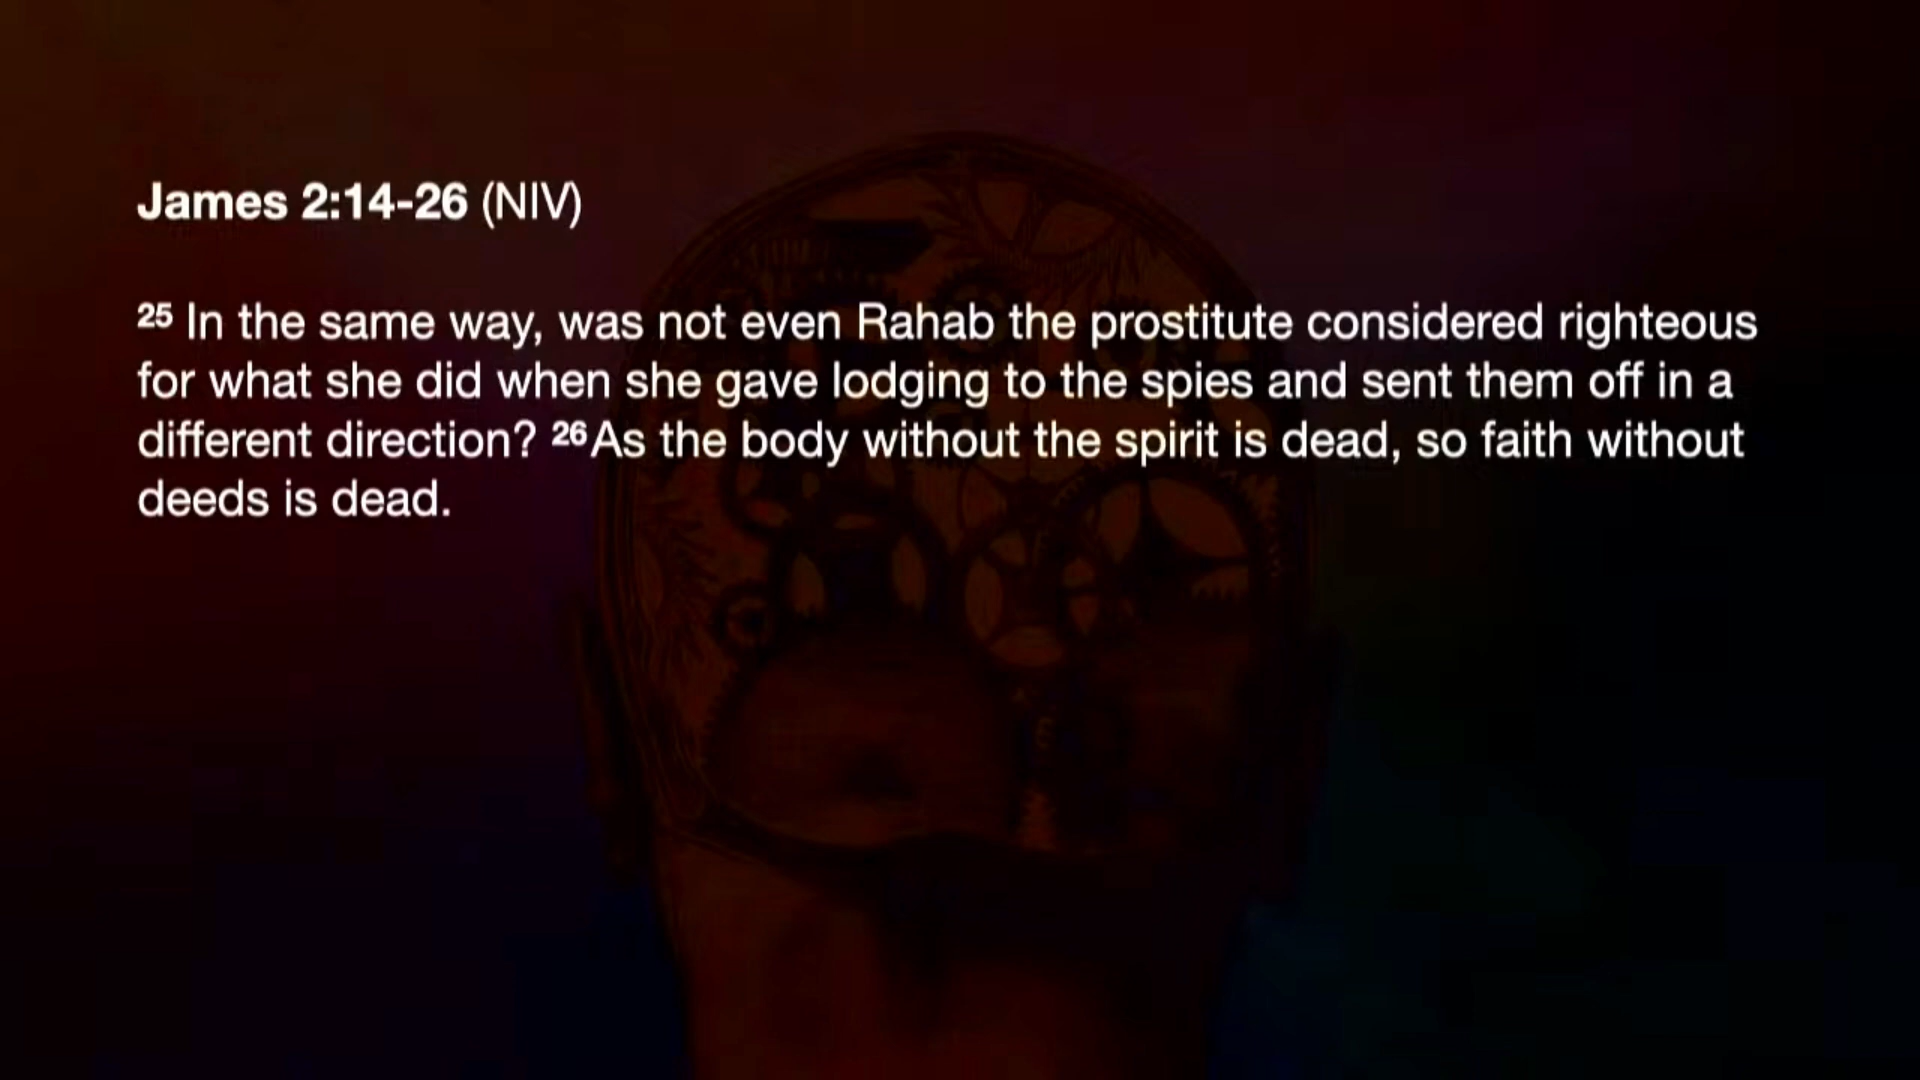 James 2:14-26 (NIV)
25 In the same way, was not even Rahab the prostitute considered righteous
for what she did when she gave lodging to the spies and sent them off in a
different direction? 26 As the body without the spirit is dead, so faith without
deeds is dead.